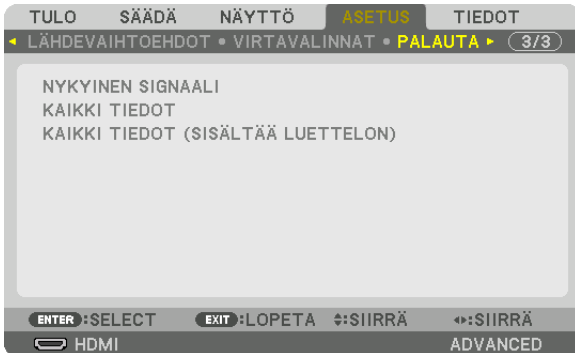 TULO SÄÄDÄ NÄYTTÖ ASETUS TIEDOT
◂ LÄHDEVAIHTOEHDOT • VIRTAVALINNAT • PALAUTA ▸ 3/3
NYKYINEN SIGNAALI
KAIKKI TIEDOT
KAIKKI TIEDOT (SISÄLTÄÄ LUETTELON)
ENTER :SELECT EXIT :LOPETA ⬍:SIIRRÄ ⬌:SIIRRÄ
HDMI ADVANCED